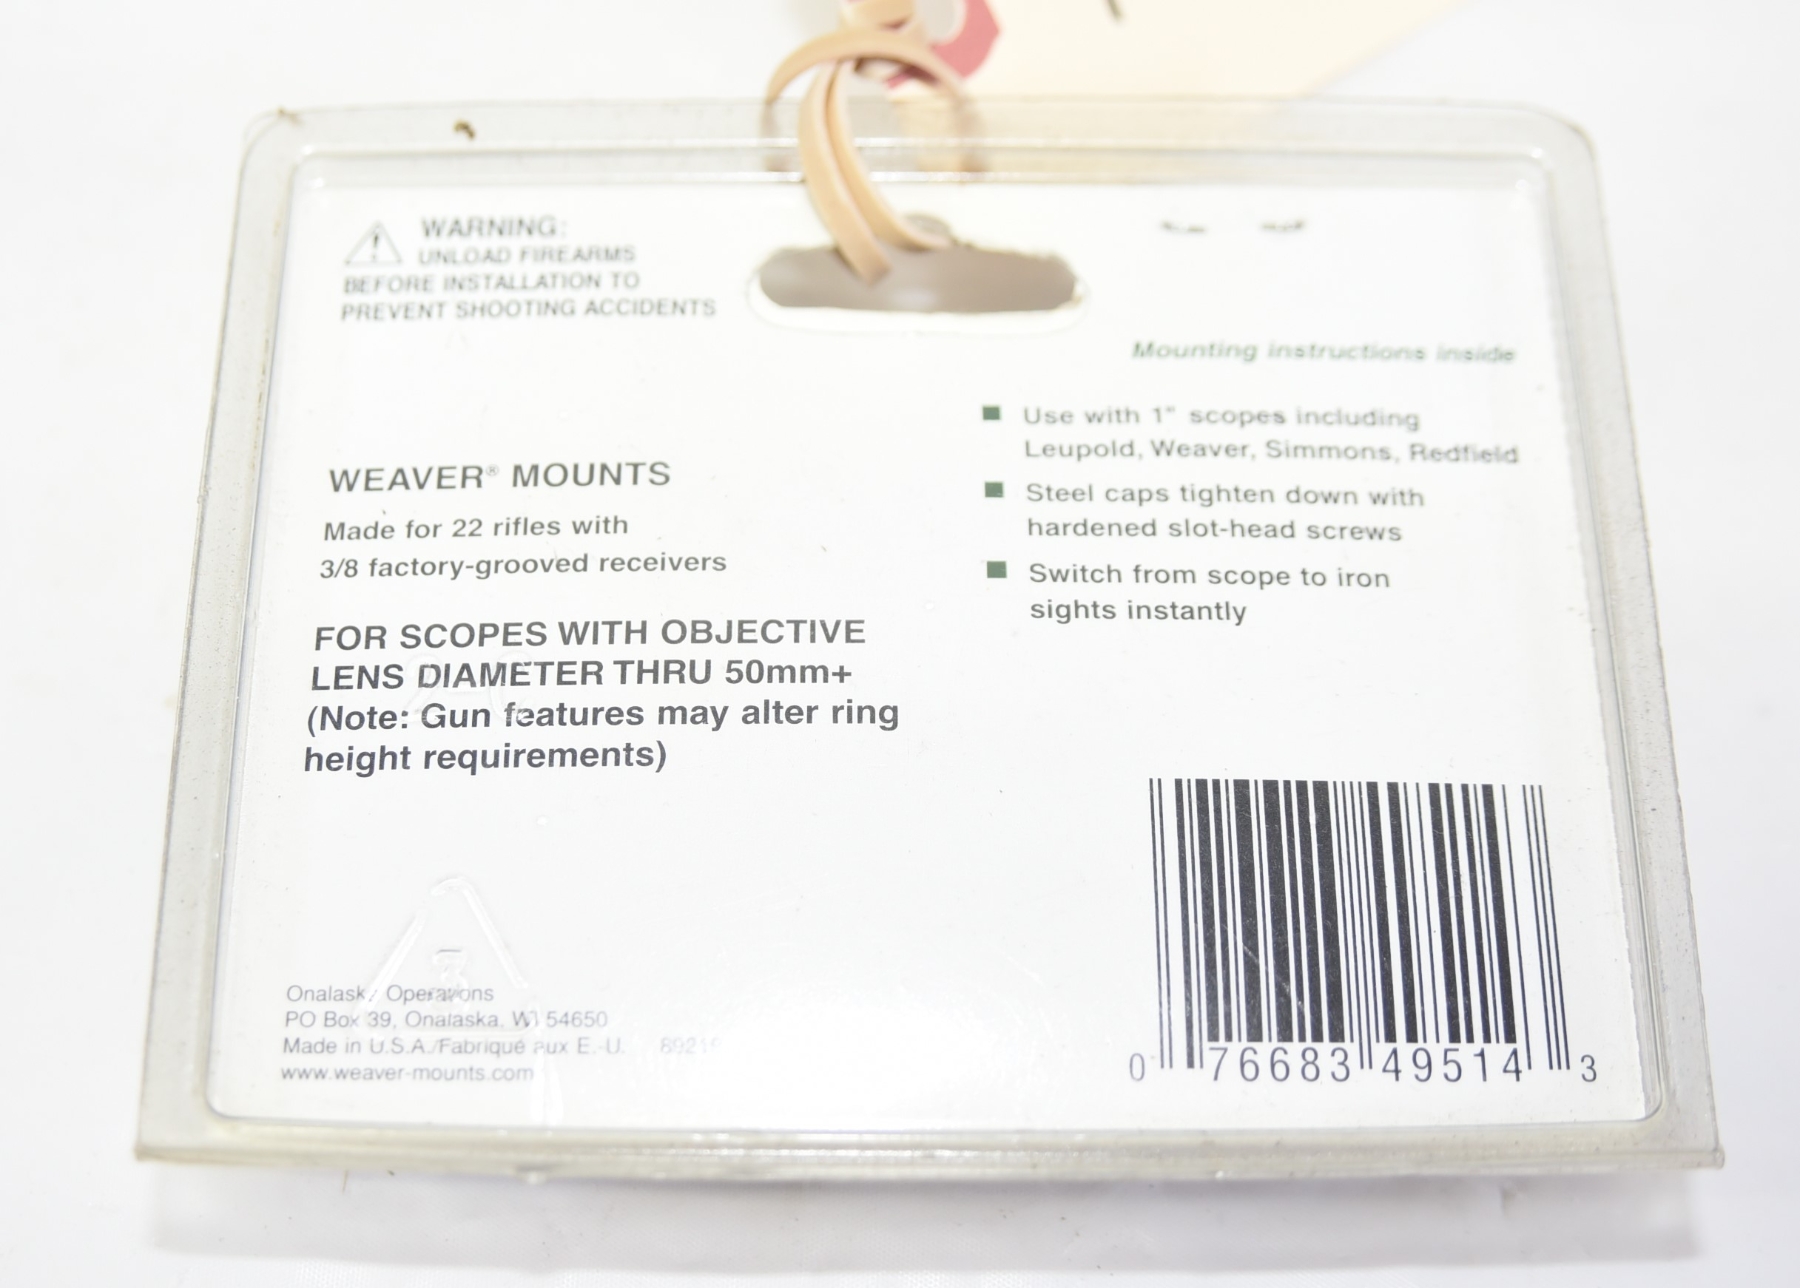 WARNING:
UNLOAD FIREARMS
BEFORE INSTALLATION TO
PREVENT SHOOTING ACCIDENTS
Mounting instructions inside
WEAVER® MOUNTS
Made for 22 rifles with
3/8 factory-grooved receivers
FOR SCOPES WITH OBJECTIVE
LENS DIAMETER THRU 50mm+
(Note: Gun features may alter ring
height requirements)
Use with 1" scopes including
Leupold, Weaver, Simmons, Redfield
Steel caps tighten down with
hardened slot-head screws
Switch from scope to iron
sights instantly
3
Onalaska Operations
PO Box 39, Onalaska, WI 54650
Made in U.S.A./Fabriqué aux E.-U.
www.weaver-mounts.com
0 76683 49514 3